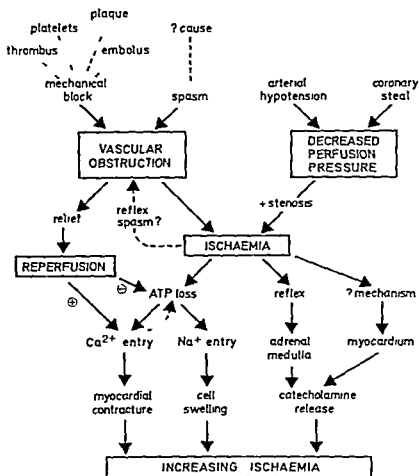 plaque
platelets
? cause
thrombus
embolus
mechanical
block
spasm
arterial
hypotension
coronary
steal
VASCULAR
OBSTRUCTION
DECREASED
PERFUSION
PRESSURE
+ stenosis
relief
reflex
spasm?
ISCHAEMIA
REPERFUSION
⊕
⊖
ATP loss
reflex
? mechanism
Ca2+ entry
Na+ entry
adrenal
medulla
myocardium
myocardial
contracture
cell
swelling
catecholamine
release
INCREASING ISCHAEMIA